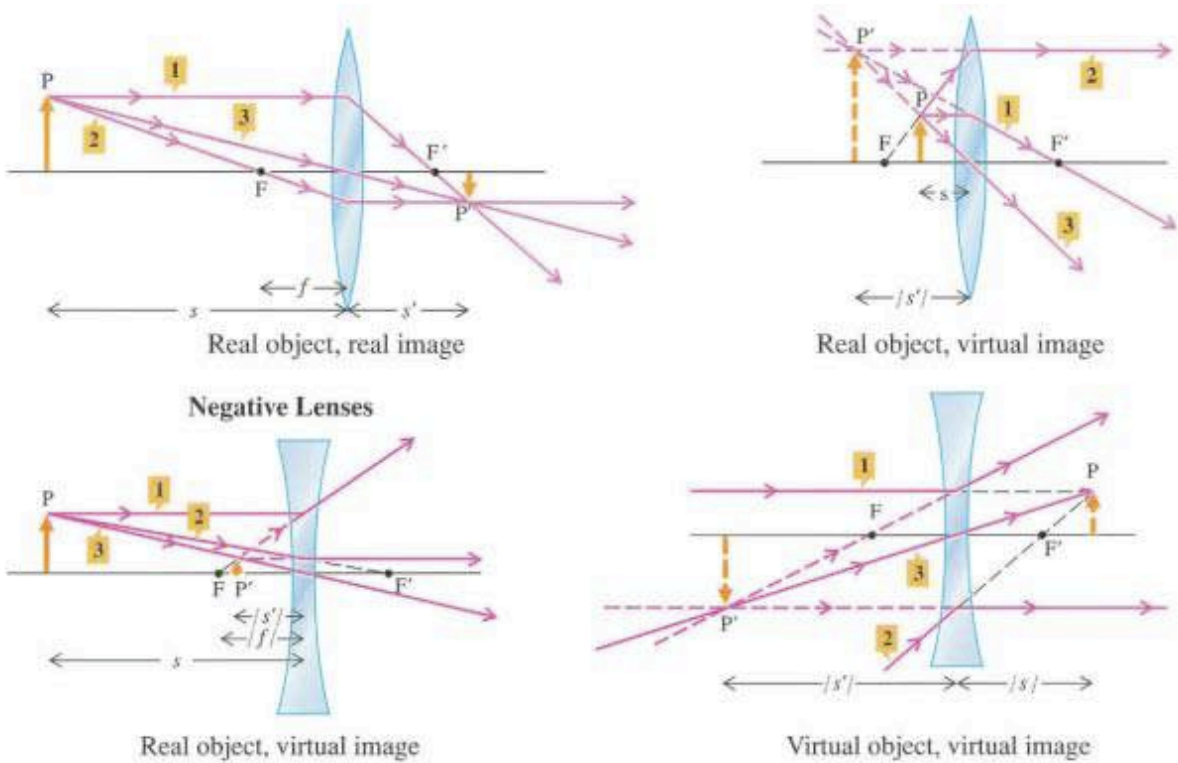 P
1
2
3
F
F'
P'
f
s
s'
Real object, real image
P'
P
F
F'
1
2
3
s
/s'/
Real object, virtual image
Negative Lenses
P
1
2
3
F P'
F'
/s'/
/f/
s
Real object, virtual image
1
F
P
F'
3
P'
2
/s'/
/s/
Virtual object, virtual image